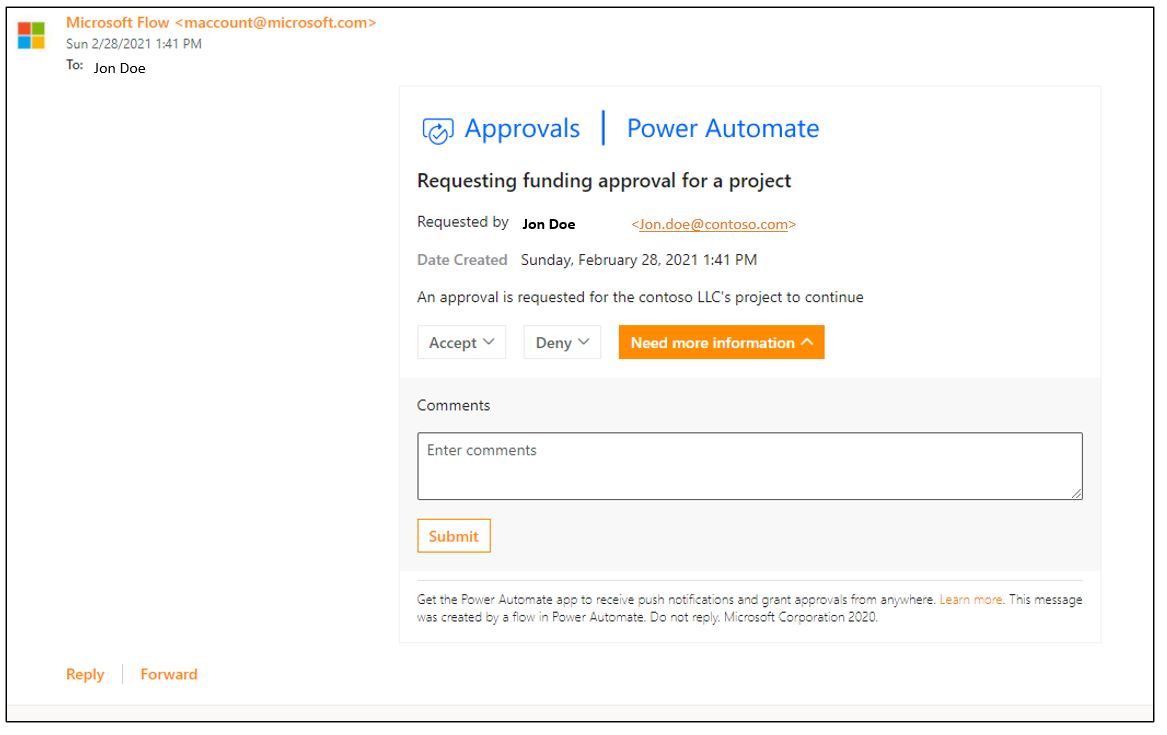 Microsoft Flow <maccount@microsoft.com>
Sun 2/28/2021 1:41 PM
To: Jon Doe
Approvals | Power Automate
Requesting funding approval for a project
Requested by Jon Doe <Jon.doe@contoso.com>
Date Created Sunday, February 28, 2021 1:41 PM
An approval is requested for the contoso LLC's project to continue
Accept Deny Need more information
Comments
Enter comments
Submit
Get the Power Automate app to receive push notifications and grant approvals from anywhere. Learn more. This message
was created by a flow in Power Automate. Do not reply. Microsoft Corporation 2020.
Reply Forward